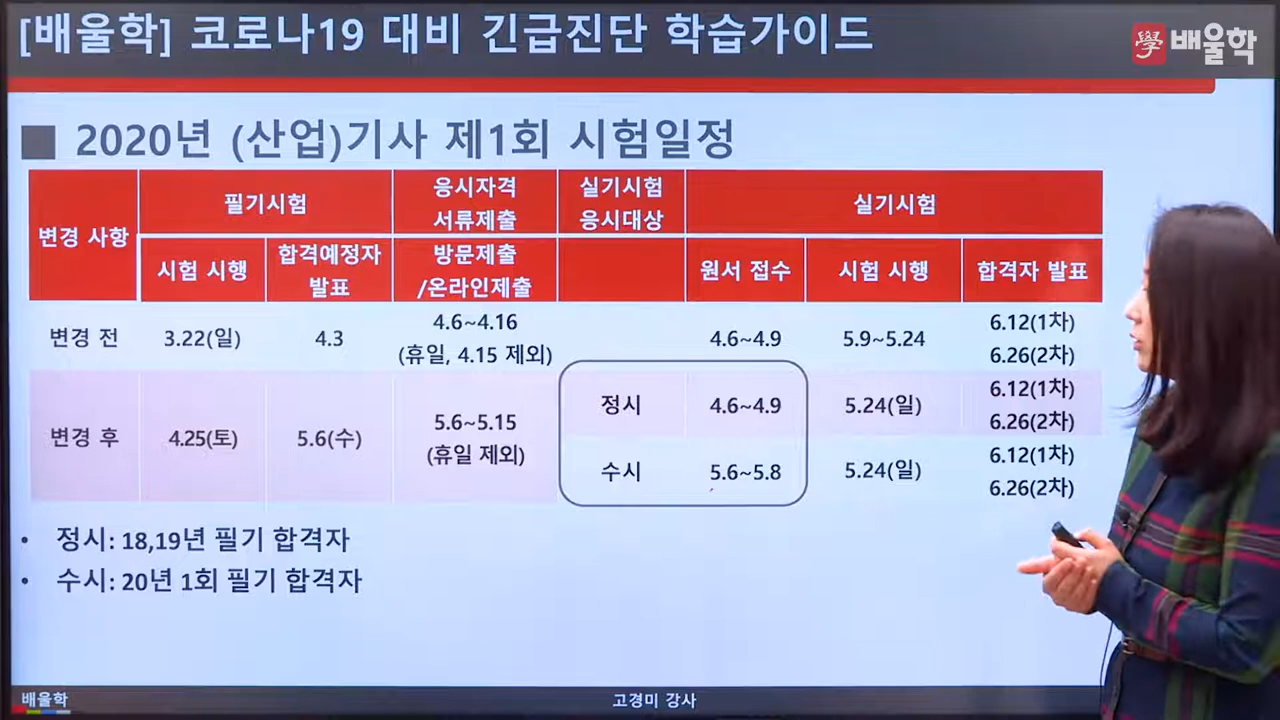 [배울학] 코로나19 대비 긴급진단 학습가이드
學 배울학
■ 2020년 (산업)기사 제1회 시험일정
변경 사항
필기시험
응시자격
서류제출
실기시험
응시대상
실기시험
시험 시행
합격예정자
발표
방문제출
/온라인제출
원서 접수
시험 시행
합격자 발표
변경 전
3.22(일)
4.3
4.6~4.16
(휴일, 4.15 제외)
4.6~4.9
5.9~5.24
6.12(1차)
6.26(2차)
변경 후
4.25(토)
5.6(수)
5.6~5.15
(휴일 제외)
정시
4.6~4.9
5.24(일)
6.12(1차)
6.26(2차)
수시
5.6~5.8
5.24(일)
6.12(1차)
6.26(2차)
• 정시: 18,19년 필기 합격자
• 수시: 20년 1회 필기 합격자
배울학
고경미 강사